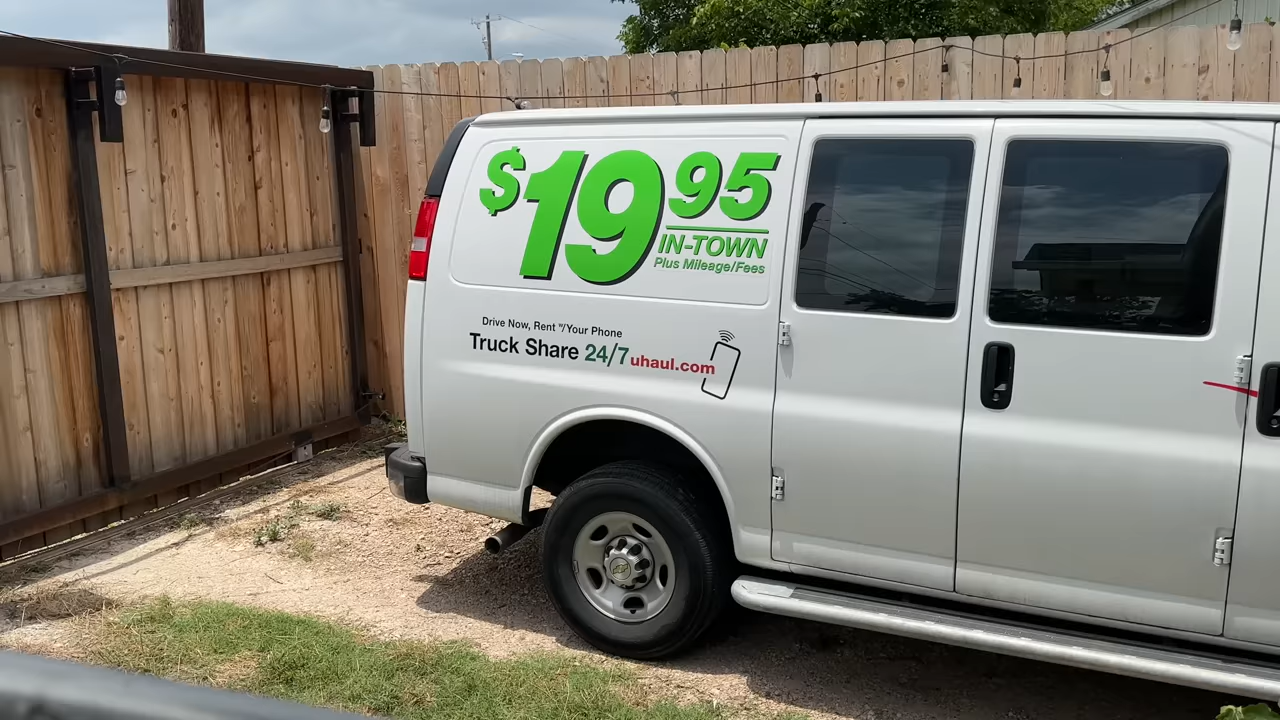 $19 95
IN-TOWN
Plus Mileage/Fees
Drive Now, Rent "/Your Phone
Truck Share 24/7 uhaul.com